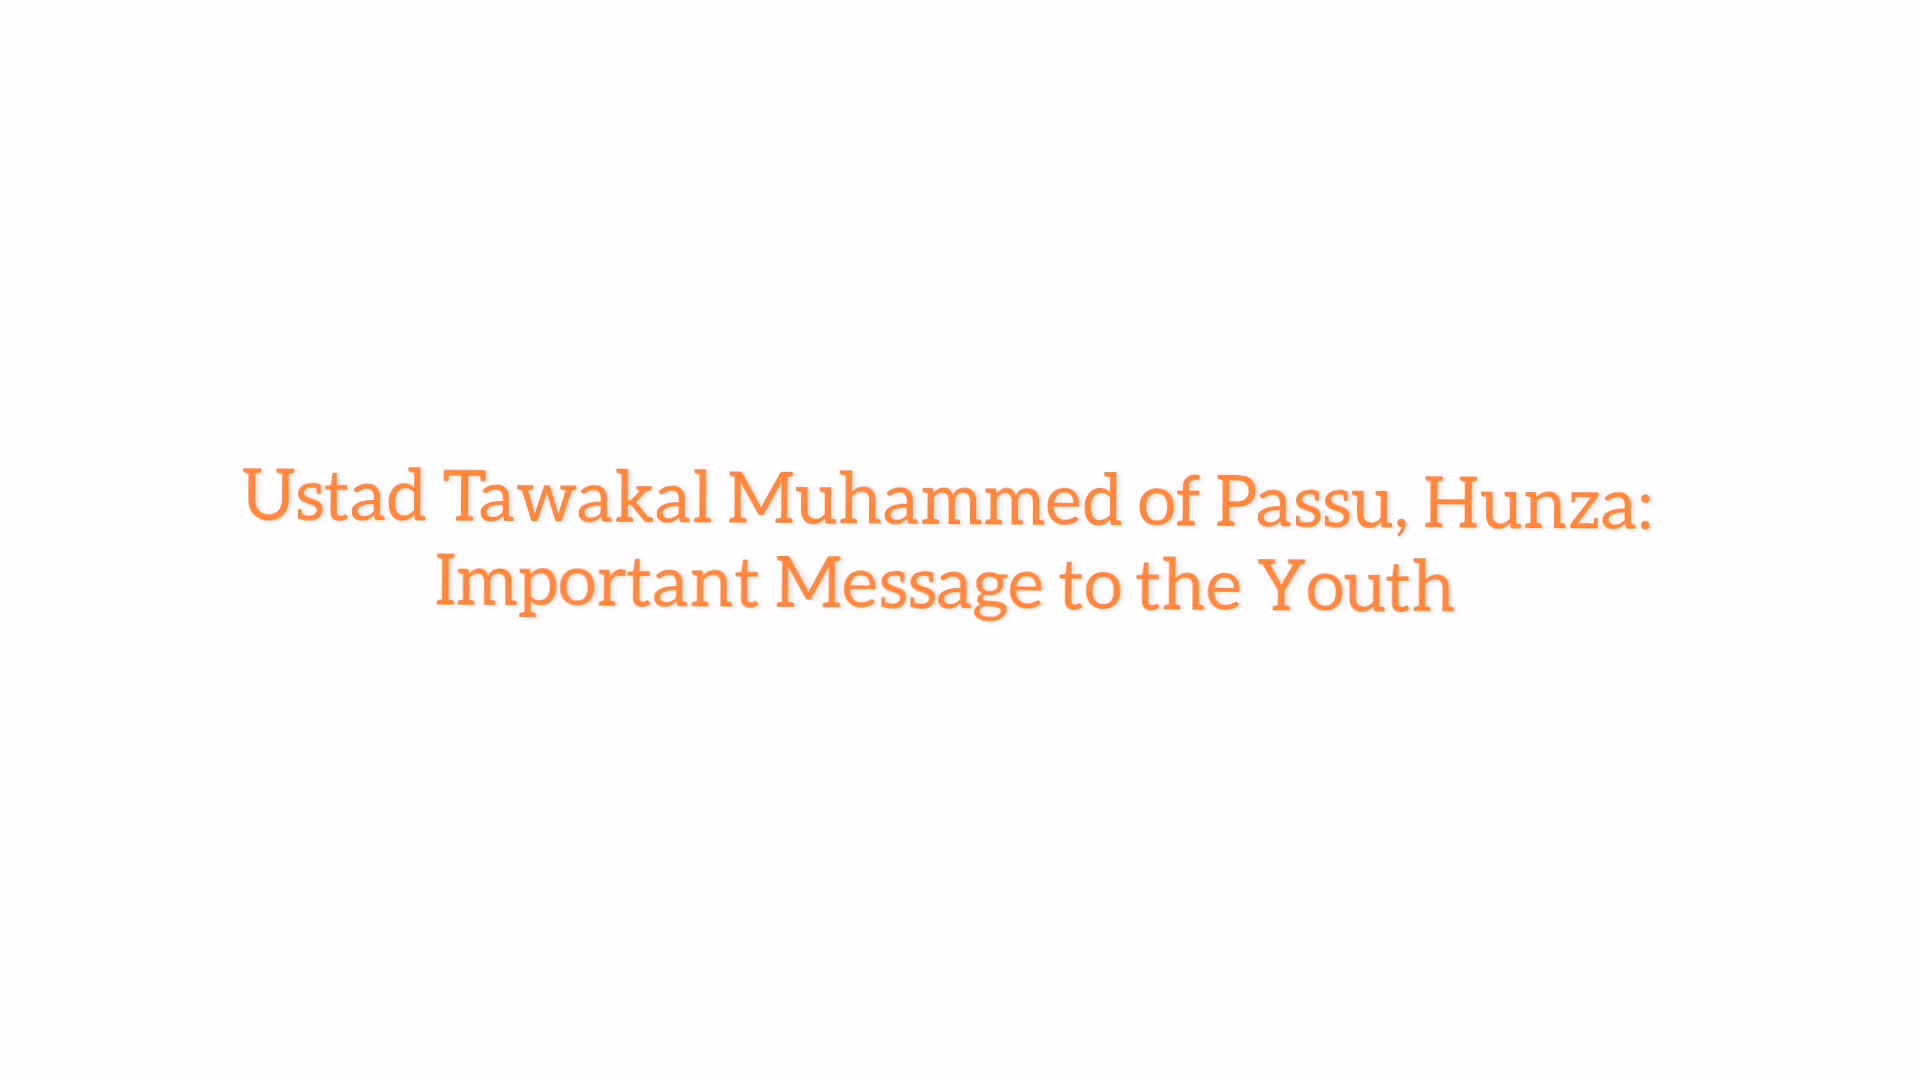 Ustad Tawakal Muhammed of Passu, Hunza:
Important Message to the Youth